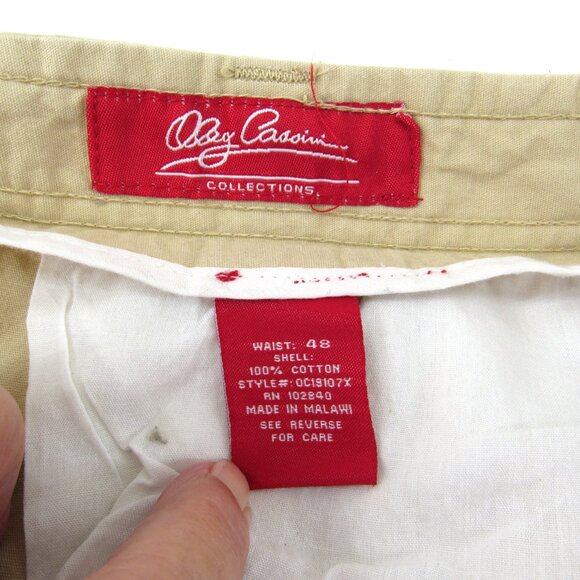 Oleg Cassini
COLLECTIONS
WAIST: 48
SHELL:
100% COTTON
STYLE#: OC19107X
RN 102840
MADE IN MALAWI
SEE REVERSE
FOR CARE